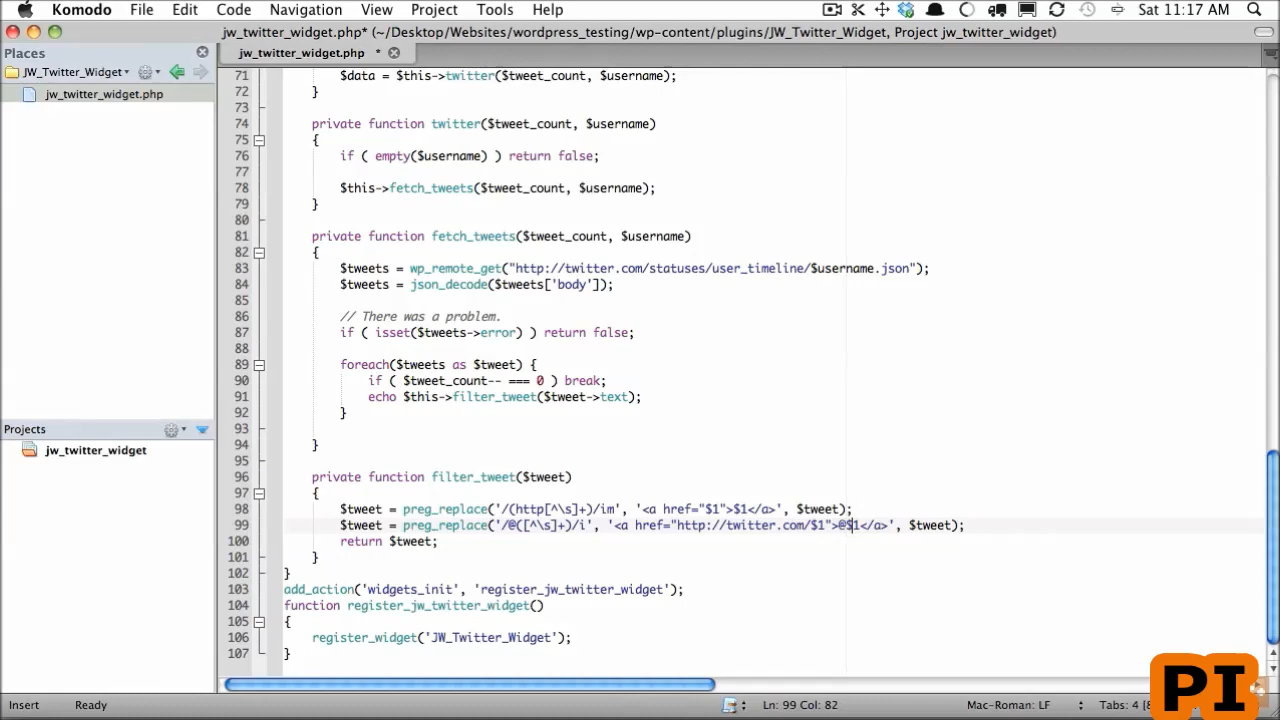 Komodo File Edit Code Navigation View Project Tools Help Sat 11:17 AM
jw_twitter_widget.php* (~/Desktop/Websites/wordpress_testing/wp-content/plugins/JW_Twitter_Widget, Project jw_twitter_widget)
Places
jw_twitter_widget.php *
JW_Twitter_Widget
jw_twitter_widget.php
71 $data = $this->twitter($tweet_count, $username);
72 }
73
74 private function twitter($tweet_count, $username)
75 {
76 if ( empty($username) ) return false;
77
78 $this->fetch_tweets($tweet_count, $username);
79 }
80
81 private function fetch_tweets($tweet_count, $username)
82 {
83 $tweets = wp_remote_get("http://twitter.com/statuses/user_timeline/$username.json");
84 $tweets = json_decode($tweets['body']);
85
86 // There was a problem.
87 if ( isset($tweets->error) ) return false;
88
89 foreach($tweets as $tweet) {
90 if ( $tweet_count-- === 0 ) break;
91 echo $this->filter_tweet($tweet->text);
92 }
93
94 }
95
96 private function filter_tweet($tweet)
97 {
98 $tweet = preg_replace('/(http[^\s]+)/im', '<a href="$1">$1</a>', $tweet);
99 $tweet = preg_replace('/@([^\s]+)/i', '<a href="http://twitter.com/$1">@$1</a>', $tweet);
100 return $tweet;
101 }
102 }
103 add_action('widgets_init', 'register_jw_twitter_widget');
104 function register_jw_twitter_widget()
105 {
106 register_widget('JW_Twitter_Widget');
107 }
Projects
jw_twitter_widget
PI
Insert Ready Ln: 99 Col: 82 Mac-Roman: LF Tabs: 4 [8